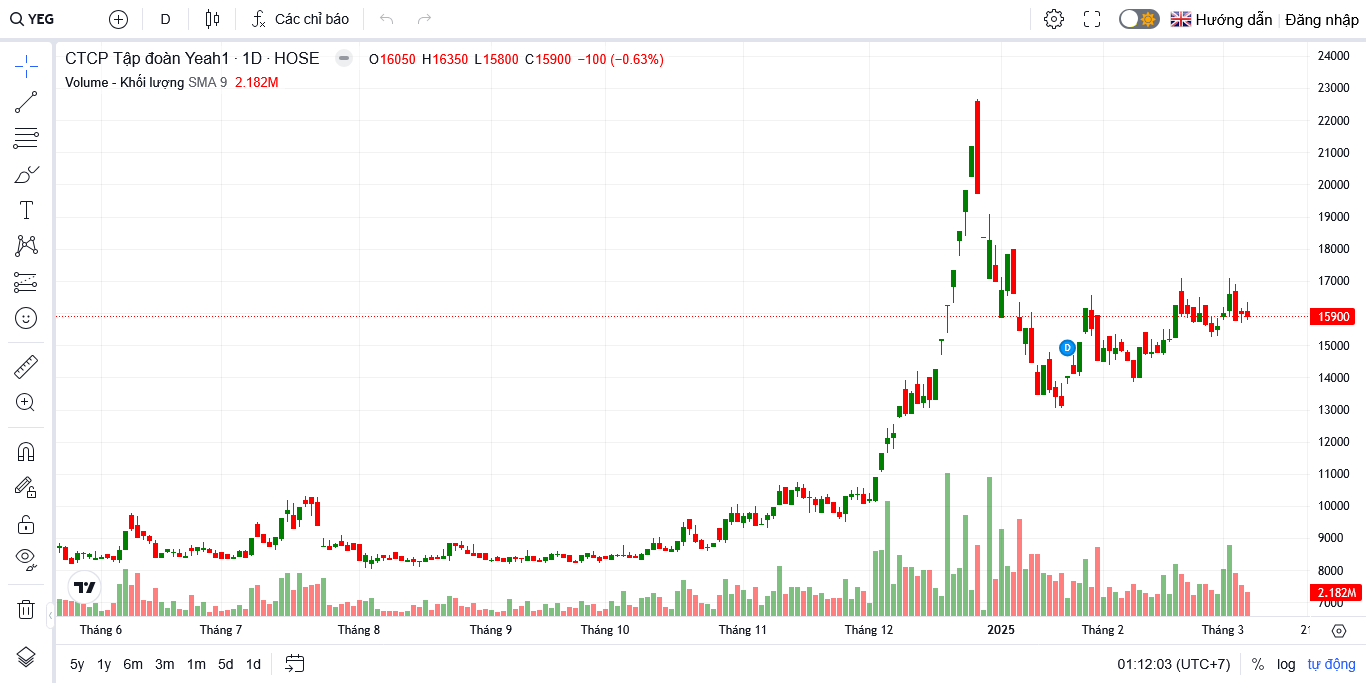 YEG D Các chỉ báo Hướng dẫn Đăng nhập
CTCP Tập đoàn Yeah1 · 1D · HOSE O16050 H16350 L15800 C15900 −100 (−0.63%)
Volume - Khối lượng SMA 9 2.182M
24000
23000
22000
21000
20000
19000
18000
17000
15900
15000
14000
13000
12000
11000
10000
9000
8000
2.182M
7000
D
Tháng 6 Tháng 7 Tháng 8 Tháng 9 Tháng 10 Tháng 11 Tháng 12 2025 Tháng 2 Tháng 3 21
5y 1y 6m 3m 1m 5d 1d 01:12:03 (UTC+7) % log tự động